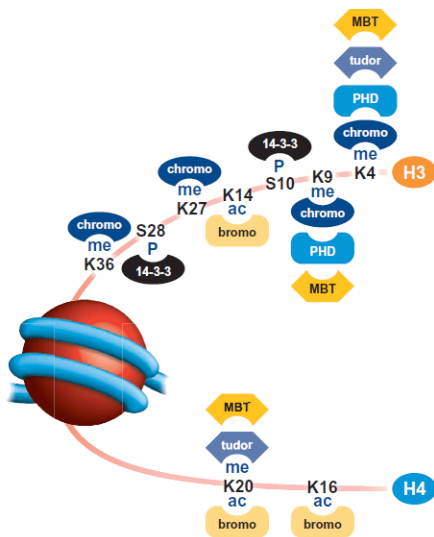 MBT
tudor
PHD
14-3-3
chromo
chromo
P
me
me
K14
S10
K9
K4
H3
K27
ac
me
chromo
S28
bromo
chromo
me
P
K36
14-3-3
PHD
MBT
MBT
tudor
me
K20
K16
H4
ac
ac
bromo
bromo